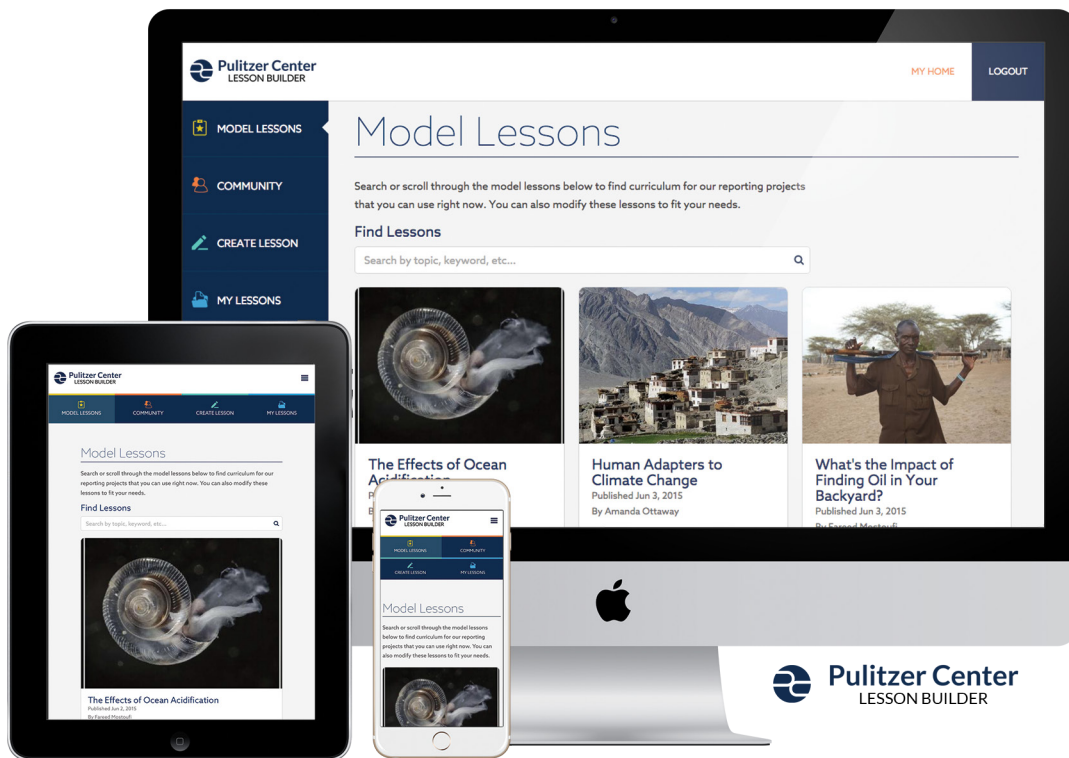 Pulitzer Center
LESSON BUILDER
MY HOME
LOGOUT
MODEL LESSONS
COMMUNITY
CREATE LESSON
MY LESSONS
Model Lessons
Search or scroll through the model lessons below to find curriculum for our reporting projects
that you can use right now. You can also modify these lessons to fit your needs.
Find Lessons
Search by topic, keyword, etc...
The Effects of Ocean
Acidification
P
B
Human Adapters to
Climate Change
Published Jun 3, 2015
By Amanda Ottaway
What's the Impact of
Finding Oil in Your
Backyard?
Published Jun 3, 2015
By Fareed Mostoufi
Pulitzer Center
LESSON BUILDER
MODEL LESSONS
COMMUNITY
CREATE LESSON
MY LESSONS
Model Lessons
Search or scroll through the model lessons below to find curriculum for our
reporting projects that you can use right now. You can also modify these
lessons to fit your needs.
Find Lessons
Search by topic, keyword, etc...
The Effects of Ocean Acidification
Published Jun 2, 2015
By Fareed Mostoufi
Pulitzer Center
LESSON BUILDER
MODEL LESSONS
COMMUNITY
CREATE LESSON
MY LESSONS
Model Lessons
Search or scroll through the model lessons
below to find curriculum for our reporting
projects that you can use right now. You can
also modify these lessons to fit your needs.
Pulitzer Center
LESSON BUILDER